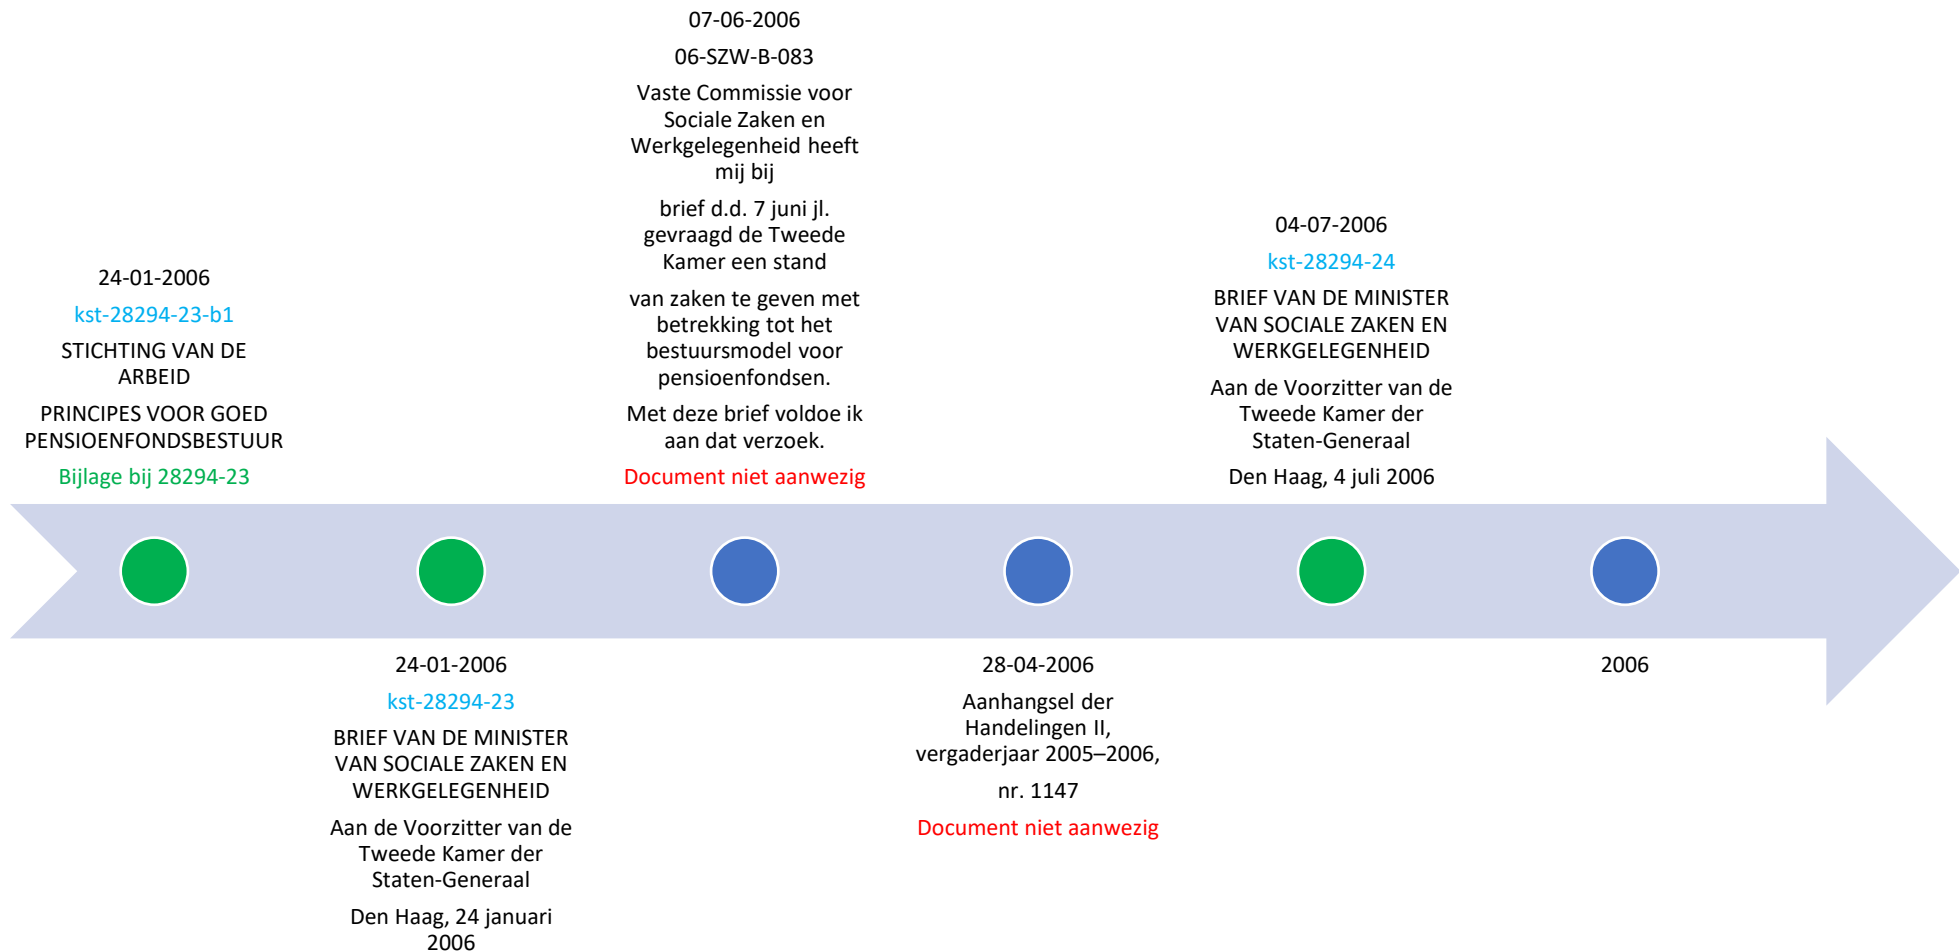 24-01-2006
kst-28294-23-b1
STICHTING VAN DE
ARBEID
PRINCIPES VOOR GOED
PENSIOENFONDSBESTUUR
Bijlage bij 28294-23
24-01-2006
kst-28294-23
BRIEF VAN DE MINISTER
VAN SOCIALE ZAKEN EN
WERKGELEGENHEID
Aan de Voorzitter van de
Tweede Kamer der
Staten-Generaal
Den Haag, 24 januari
2006
07-06-2006
06-SZW-B-083
Vaste Commissie voor
Sociale Zaken en
Werkgelegenheid heeft
mij bij
brief d.d. 7 juni jl.
gevraagd de Tweede
Kamer een stand
van zaken te geven met
betrekking tot het
bestuursmodel voor
pensioenfondsen.
Met deze brief voldoe ik
aan dat verzoek.
Document niet aanwezig
28-04-2006
Aanhangsel der
Handelingen II,
vergaderjaar 2005–2006,
nr. 1147
Document niet aanwezig
04-07-2006
kst-28294-24
BRIEF VAN DE MINISTER
VAN SOCIALE ZAKEN EN
WERKGELEGENHEID
Aan de Voorzitter van de
Tweede Kamer der
Staten-Generaal
Den Haag, 4 juli 2006
2006